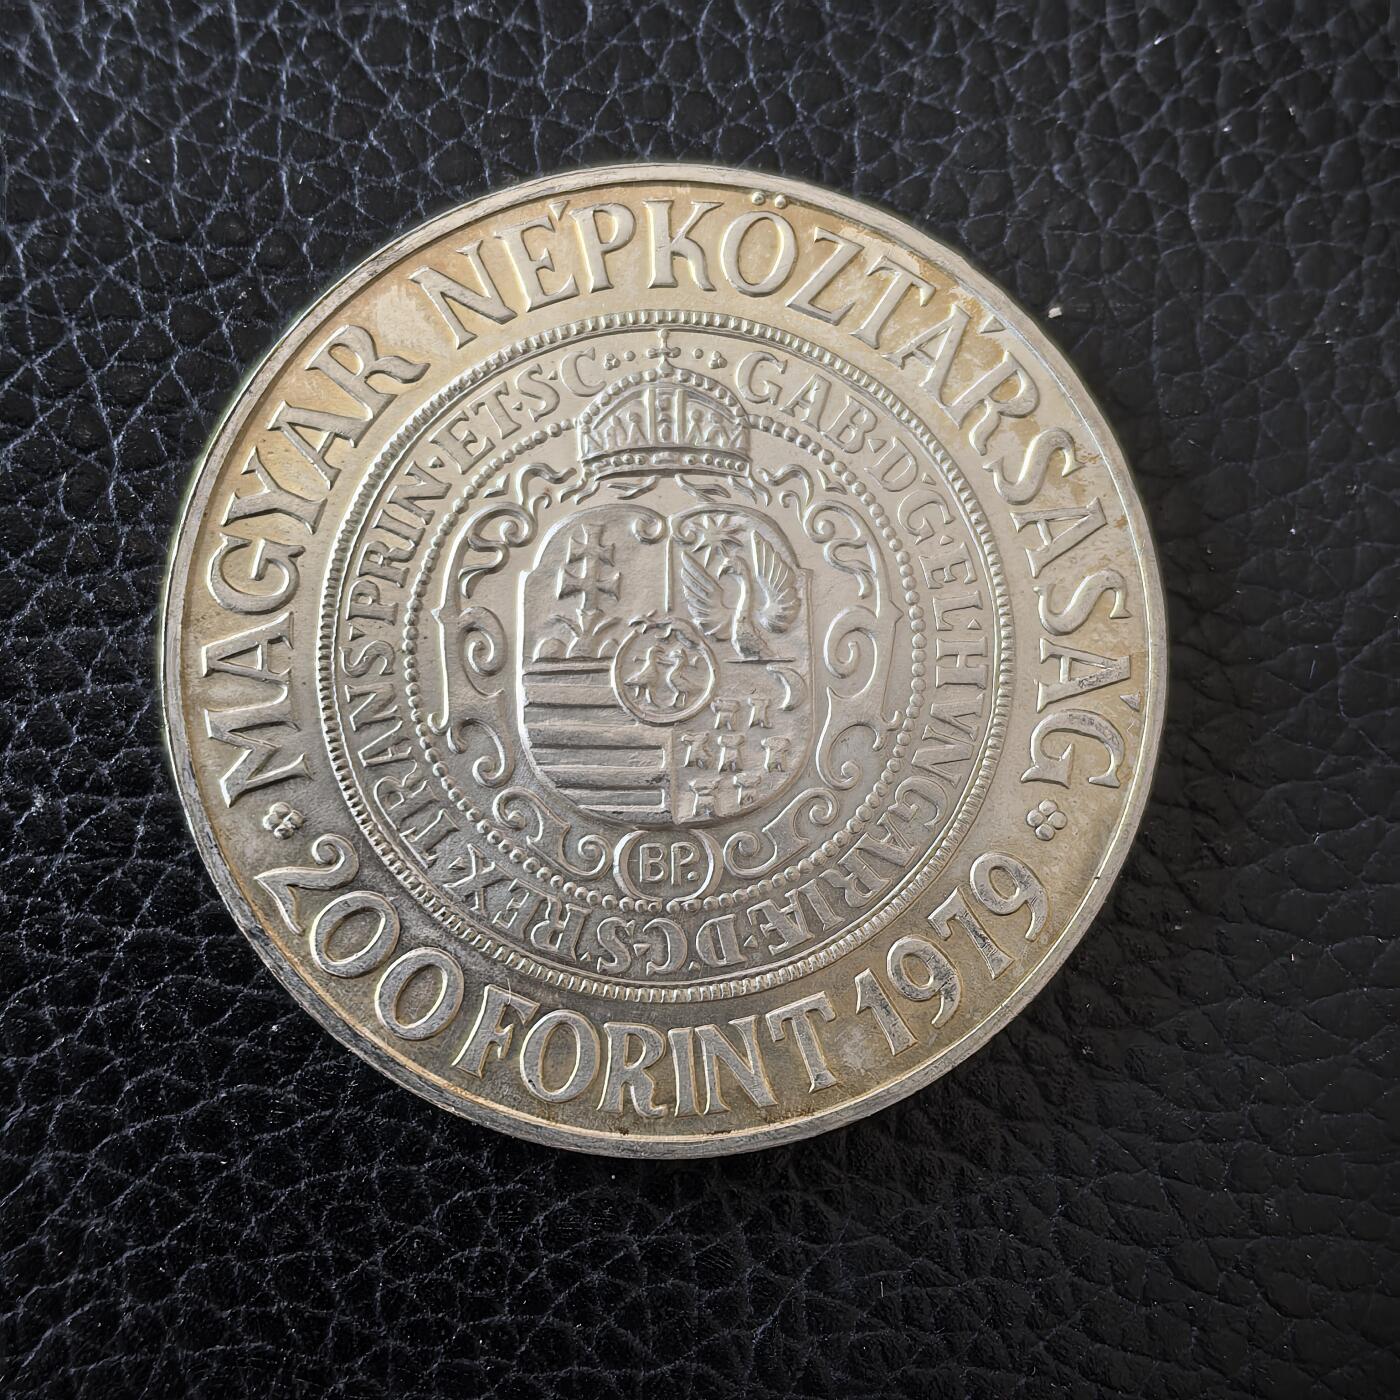 MAGYAR NÉPKÖZTÁRSASÁG
200 FORINT 1979
GAB·D·G·EL·HVNGARIÆ·D·C·S·REX·TRANS·PRIN·ET·S·C
BP.